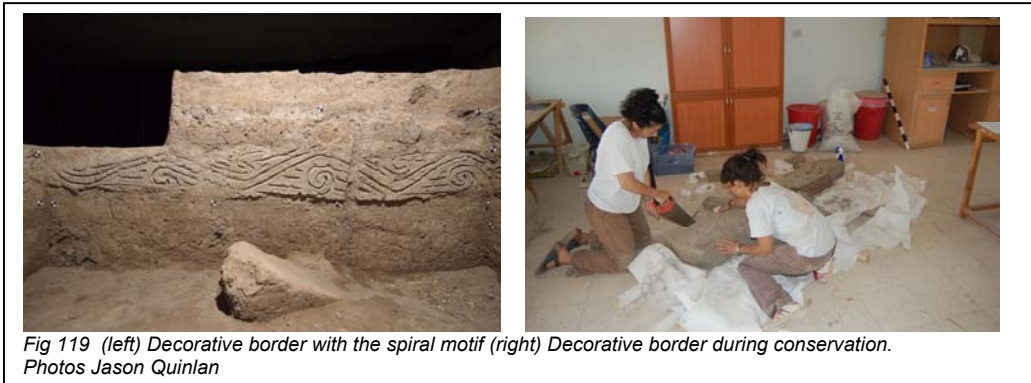 Fig 119 (left) Decorative border with the spiral motif (right) Decorative border during conservation.
Photos Jason Quinlan